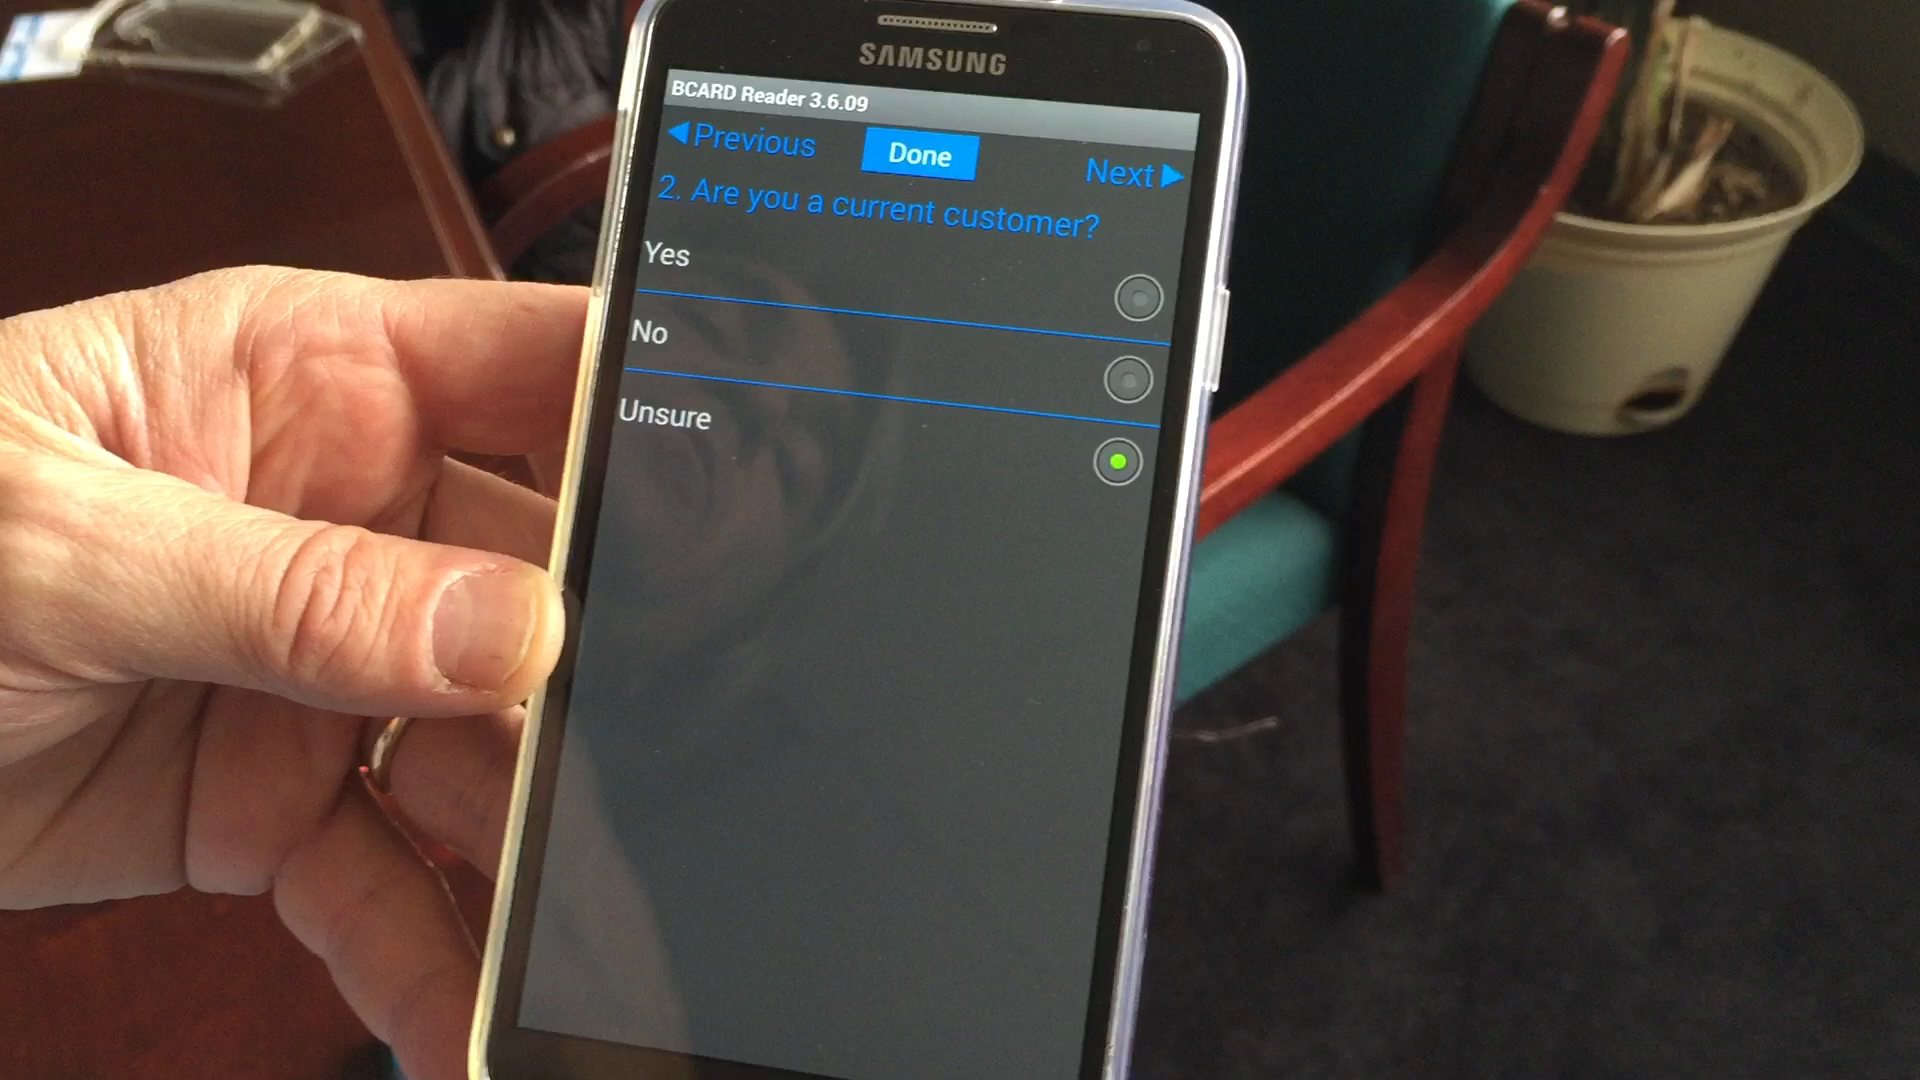 SAMSUNG
BCARD Reader 3.6.09
Previous Done Next
2. Are you a current customer?
Yes
No
Unsure